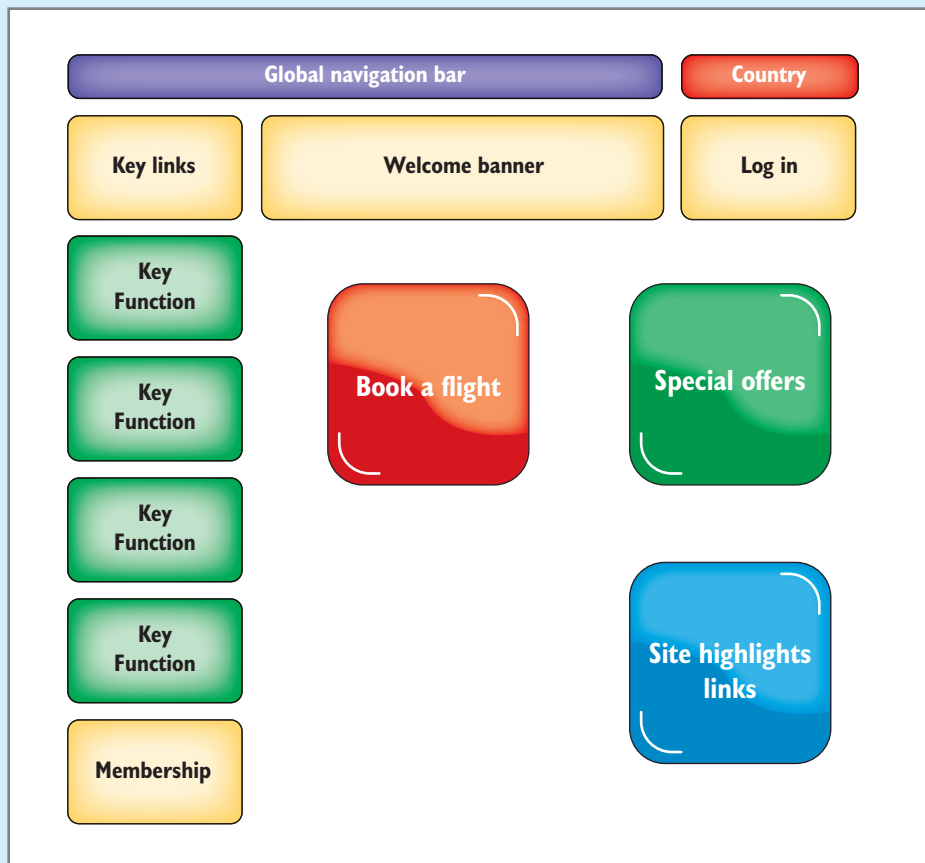 Global navigation bar
Country
Key links
Welcome banner
Log in
Key
Function
Key
Function
Key
Function
Key
Function
Membership
Book a flight
Special offers
Site highlights
links